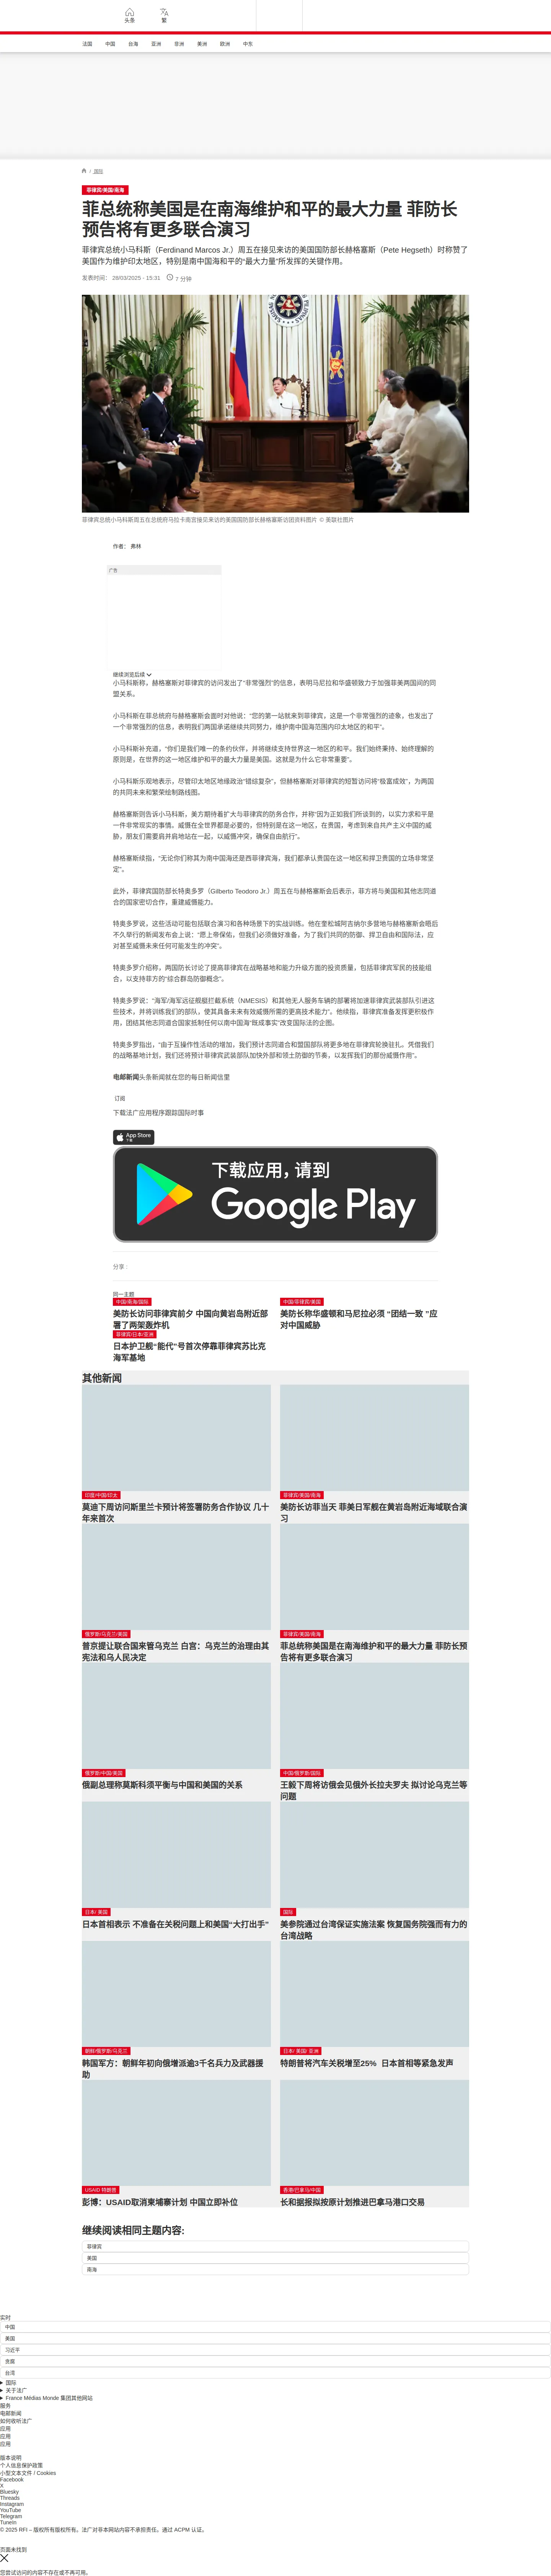 头条
繁
法国
中国
台海
亚洲
非洲
美洲
欧洲
中东
/ 国际
菲律宾/美国/南海
菲总统称美国是在南海维护和平的最大力量 菲防长
预告将有更多联合演习
菲律宾总统小马科斯（Ferdinand Marcos Jr.）周五在接见来访的美国国防部长赫格塞斯（Pete Hegseth）时称赞了
美国作为维护印太地区，特别是南中国海和平的“最大力量”所发挥的关键作用。
发表时间： 28/03/2025 - 15:31
7 分钟
菲律宾总统小马科斯周五在总统府马拉卡南宫接见来访的美国国防部长赫格塞斯访团资料图片 © 美联社图片
作者： 弗林
广告
继续浏览后续
小马科斯称，赫格塞斯对菲律宾的访问发出了“非常强烈”的信息，表明马尼拉和华盛顿致力于加强菲美两国间的同
盟关系。
小马科斯在菲总统府与赫格塞斯会面时对他说：“您的第一站就来到菲律宾，这是一个非常强烈的迹象，也发出了
一个非常强烈的信息，表明我们两国承诺继续共同努力，维护南中国海范围内印太地区的和平”。
小马科斯补充道，“你们是我们唯一的条约伙伴，并将继续支持世界这一地区的和平。我们始终秉持、始终理解的
原则是，在世界的这一地区维护和平的最大力量是美国。这就是为什么它非常重要”。
小马科斯乐观地表示，尽管印太地区地缘政治“错综复杂”，但赫格塞斯对菲律宾的短暂访问将“极富成效”，为两国
的共同未来和繁荣绘制路线图。
赫格塞斯则告诉小马科斯，美方期待着扩大与菲律宾的防务合作，并称“因为正如我们所谈到的，以实力求和平是
一件非常现实的事情。威慑在全世界都是必要的，但特别是在这一地区，在贵国，考虑到来自共产主义中国的威
胁，朋友们需要肩并肩地站在一起，以威慑冲突，确保自由航行”。
赫格塞斯续指，“无论你们称其为南中国海还是西菲律宾海，我们都承认贵国在这一地区和捍卫贵国的立场非常坚
定”。
此外，菲律宾国防部长特奥多罗（Gilberto Teodoro Jr.）周五在与赫格塞斯会后表示，菲方将与美国和其他志同道
合的国家密切合作，重建威慑能力。
特奥多罗说，这些活动可能包括联合演习和各种场景下的实战训练。他在奎松城阿吉纳尔多营地与赫格塞斯会晤后
不久举行的新闻发布会上说：“愿上帝保佑，但我们必须做好准备，为了我们共同的防御、捍卫自由和国际法，应
对甚至威慑未来任何可能发生的冲突”。
特奥多罗介绍称，两国防长讨论了提高菲律宾在战略基地和能力升级方面的投资质量，包括菲律宾军民的技能组
合，以支持菲方的“综合群岛防御概念”。
特奥多罗说：“海军/海军远征舰艇拦截系统（NMESIS）和其他无人服务车辆的部署将加速菲律宾武装部队引进这
些技术，并将训练我们的部队，使其具备未来有效威慑所需的更高技术能力”。他续指，菲律宾准备发挥更积极作
用，团结其他志同道合国家抵制任何以南中国海“既成事实”改变国际法的企图。
特奥多罗指出，“由于互操作性活动的增加，我们预计志同道合和盟国部队将更多地在菲律宾轮换驻扎。凭借我们
的战略基地计划，我们还将预计菲律宾武装部队加快外部和领土防御的节奏，以发挥我们的那份威慑作用”。
电邮新闻头条新闻就在您的每日新闻信里
订阅
下载法广应用程序跟踪国际时事
App Store
下载
下载应用，请到
Google Play
分享 :
同一主题
中国/南海/国际
美防长访问菲律宾前夕 中国向黄岩岛附近部
署了两架轰炸机
中国/菲律宾/美国
美防长称华盛顿和马尼拉必须 “团结一致 ”应
对中国威胁
菲律宾/日本/亚洲
日本护卫舰“能代”号首次停靠菲律宾苏比克
海军基地
其他新闻
印度/中国/印太
莫迪下周访问斯里兰卡预计将签署防务合作协议 几十
年来首次
菲律宾/美国/南海
美防长访菲当天 菲美日军舰在黄岩岛附近海域联合演
习
俄罗斯/乌克兰/美国
普京提让联合国来管乌克兰 白宫：乌克兰的治理由其
宪法和乌人民决定
菲律宾/美国/南海
菲总统称美国是在南海维护和平的最大力量 菲防长预
告将有更多联合演习
俄罗斯/中国/美国
俄副总理称莫斯科须平衡与中国和美国的关系
中国/俄罗斯/国际
王毅下周将访俄会见俄外长拉夫罗夫 拟讨论乌克兰等
问题
日本/ 美国
日本首相表示 不准备在关税问题上和美国“大打出手”
国际
美参院通过台湾保证实施法案 恢复国务院强而有力的
台湾战略
朝鲜/俄罗斯/乌克兰
韩国军方：朝鲜年初向俄增派逾3千名兵力及武器援
助
日本/ 美国/ 亚洲
特朗普将汽车关税增至25% 日本首相等紧急发声
USAID 特朗普
彭博：USAID取消柬埔寨计划 中国立即补位
香港/巴拿马/中国
长和据报拟按原计划推进巴拿马港口交易
继续阅读相同主题内容:
菲律宾
美国
南海
实时
中国
美国
习近平
贪腐
台湾
国际
关于法广
France Médias Monde 集团其他网站
服务
电邮新闻
如何收听法广
应用
应用
应用
版本说明
个人信息保护政策
小型文本文件 / Cookies
Facebook
X
Bluesky
Threads
Instagram
YouTube
Telegram
TuneIn
© 2025 RFI – 版权所有版权所有。法广对非本网站内容不承担责任。通过 ACPM 认证。
页面未找到
您尝试访问的内容不存在或不再可用。